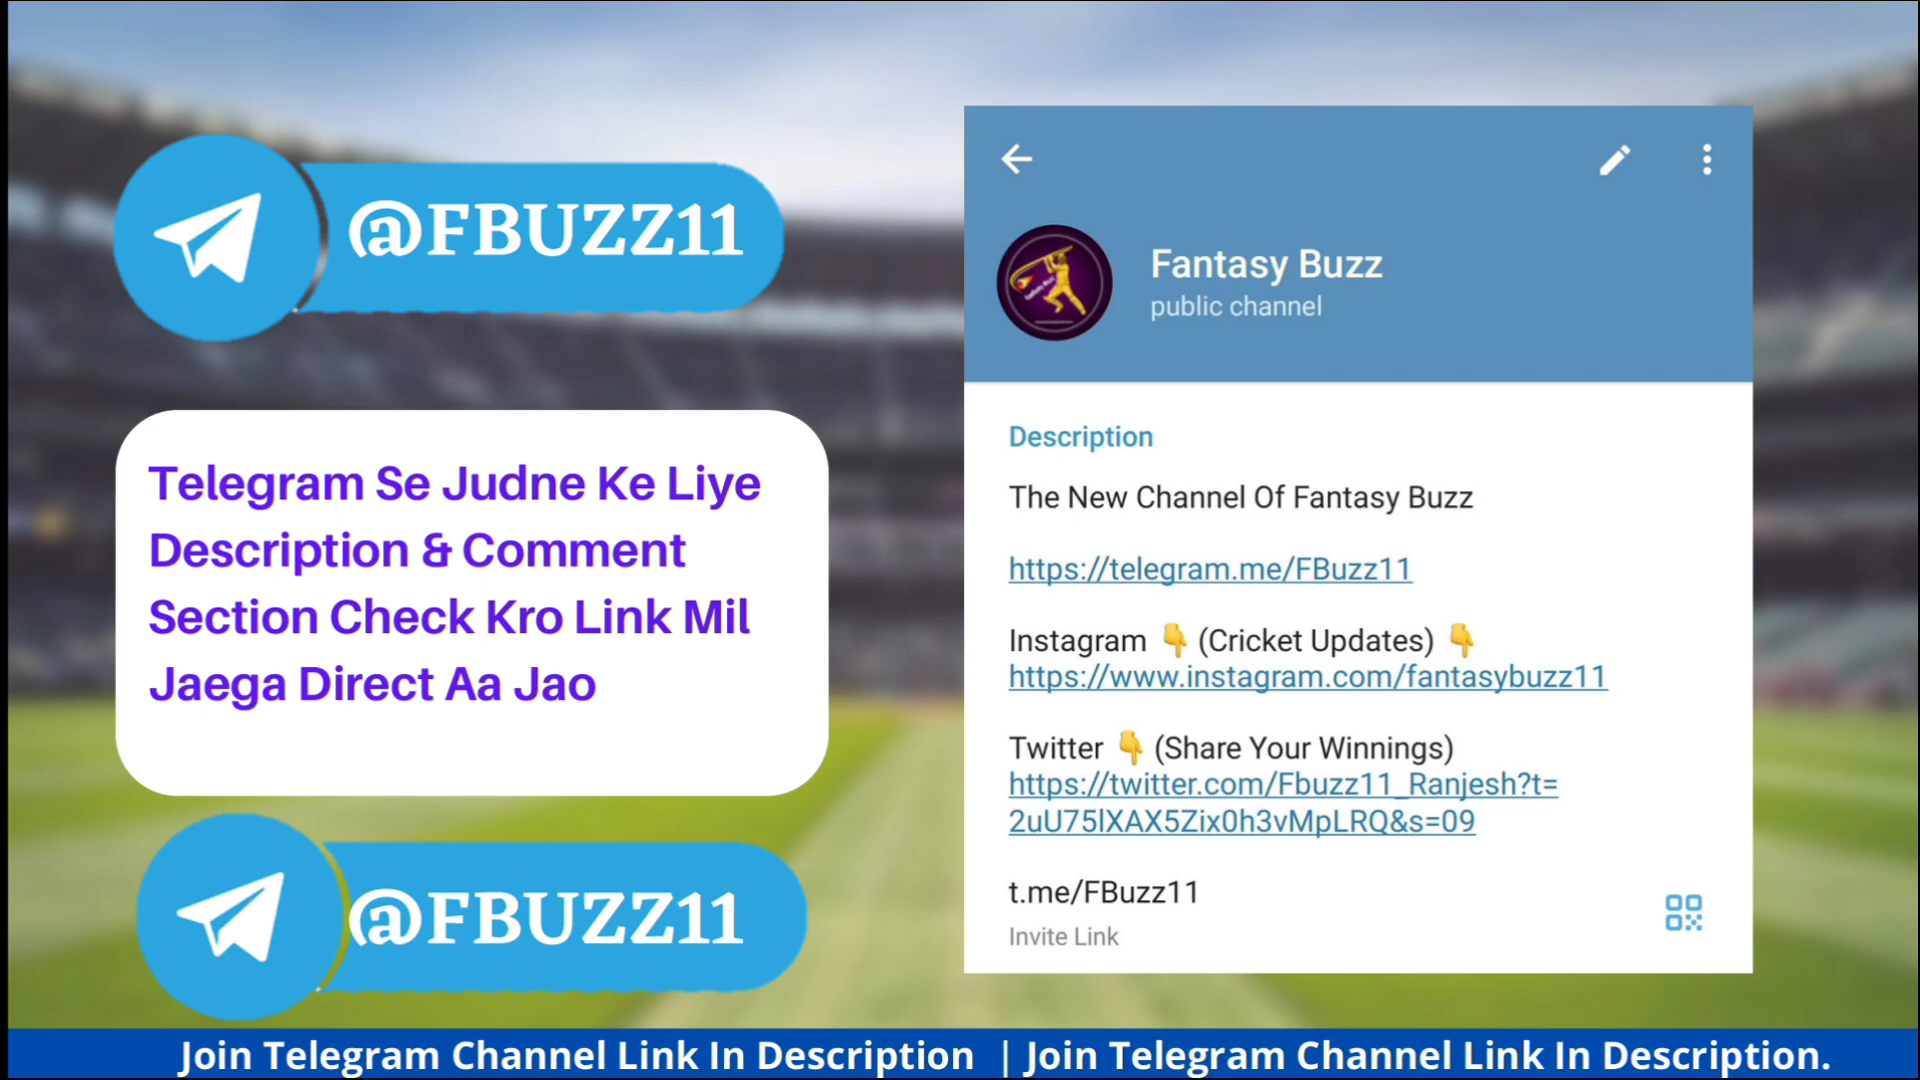 @FBUZZ11
Telegram Se Judne Ke Liye
Description & Comment
Section Check Kro Link Mil
Jaega Direct Aa Jao
@FBUZZ11
Fantasy Buzz
public channel
Description
The New Channel Of Fantasy Buzz
https://telegram.me/FBuzz11
Instagram 👇 (Cricket Updates) 👇
https://www.instagram.com/fantasybuzz11
Twitter 👇 (Share Your Winnings)
https://twitter.com/Fbuzz11_Ranjesh?t=
2uU75lXAX5Zix0h3vMpLRQ&s=09
t.me/FBuzz11
Invite Link
Join Telegram Channel Link In Description | Join Telegram Channel Link In Description.